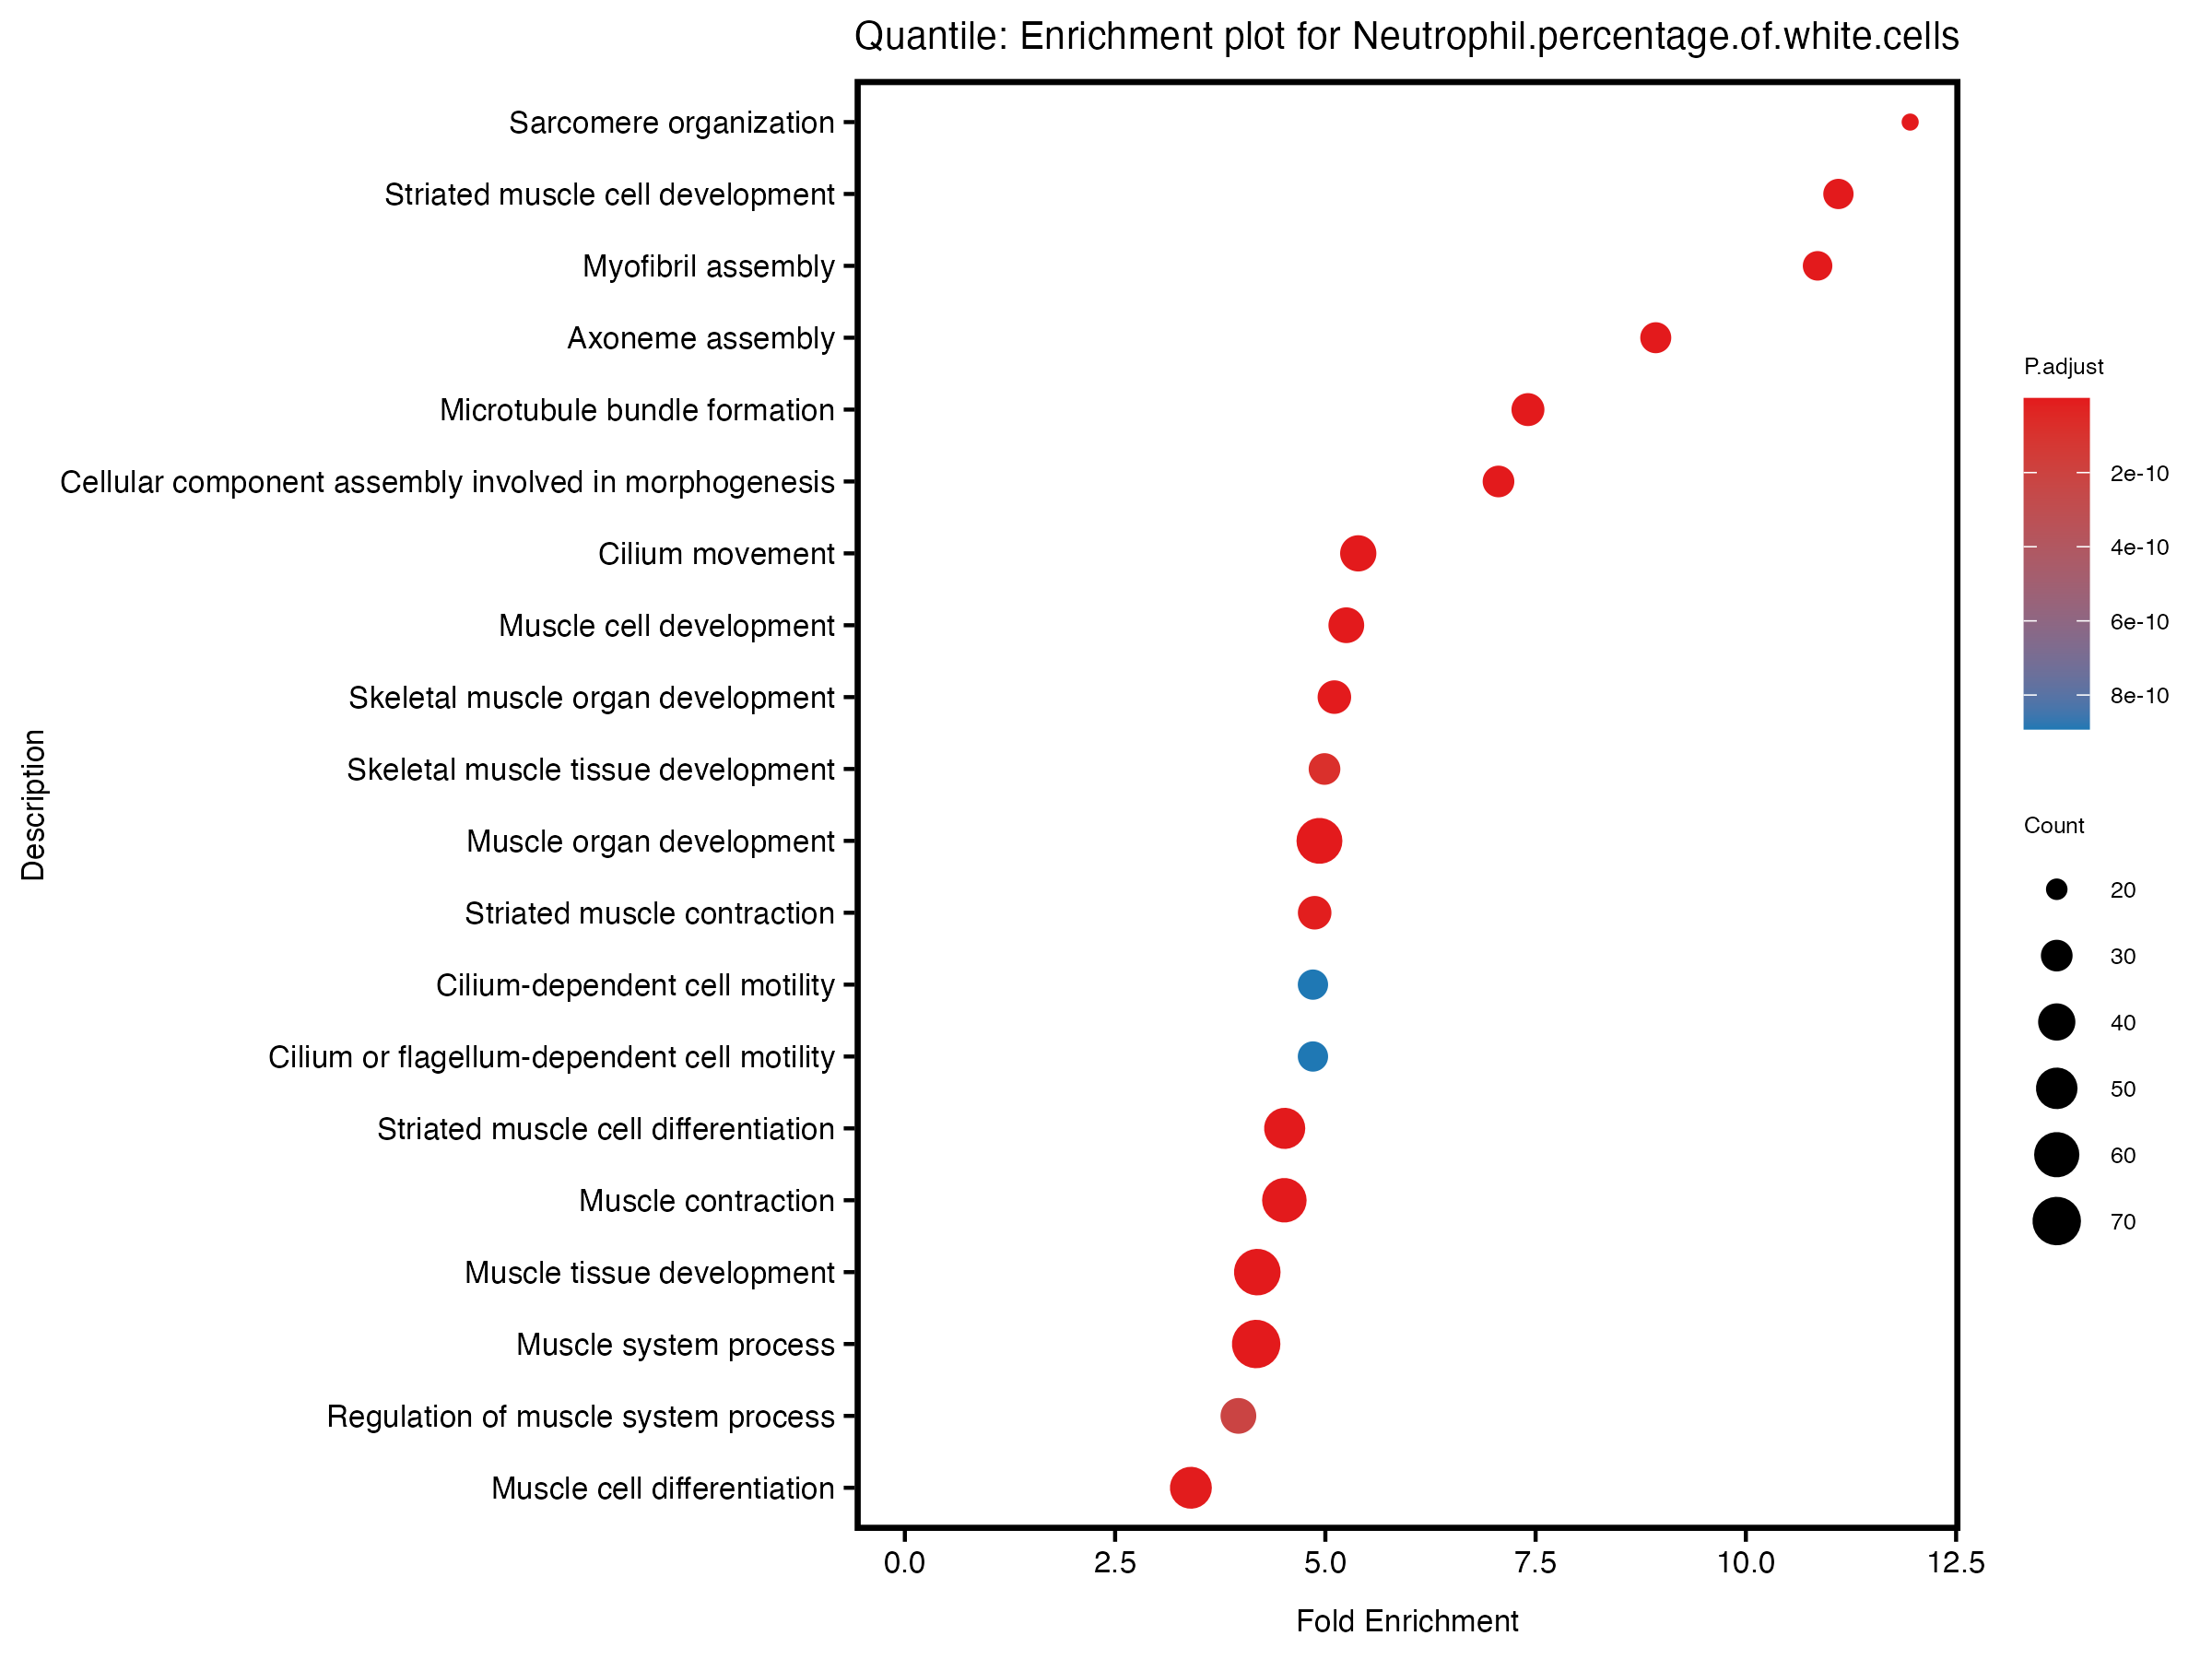 Quantile: Enrichment plot for Neutrophil.percentage.of.white.cells
Description
Sarcomere organization
Striated muscle cell development
Myofibril assembly
Axoneme assembly
Microtubule bundle formation
Cellular component assembly involved in morphogenesis
Cilium movement
Muscle cell development
Skeletal muscle organ development
Skeletal muscle tissue development
Muscle organ development
Striated muscle contraction
Cilium-dependent cell motility
Cilium or flagellum-dependent cell motility
Striated muscle cell differentiation
Muscle contraction
Muscle tissue development
Muscle system process
Regulation of muscle system process
Muscle cell differentiation
0.0 2.5 5.0 7.5 10.0 12.5
Fold Enrichment
P.adjust
2e-10
4e-10
6e-10
8e-10
Count
20
30
40
50
60
70